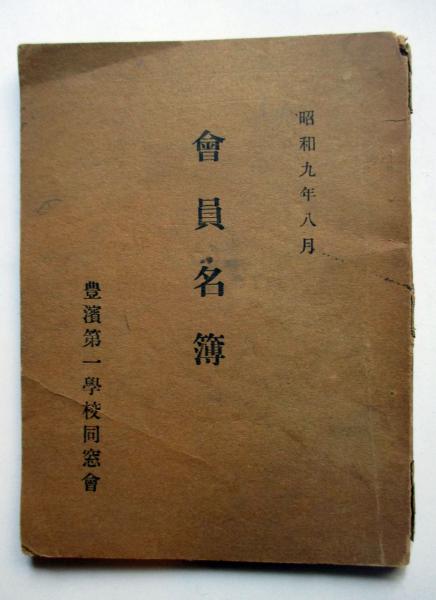 昭和九年八月
會員名簿
豊濱第一學校同窓會